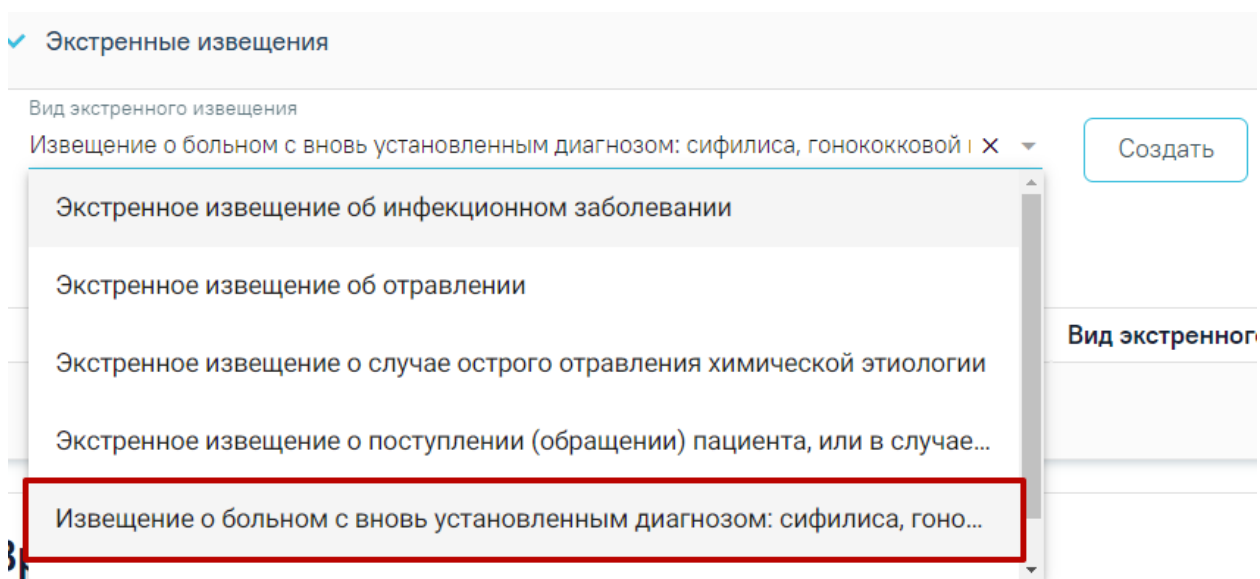 Экстренные извещения
Вид экстренного извещения
Извещение о больном с вновь установленным диагнозом: сифилиса, гонококковой
Создать
Экстренное извещение об инфекционном заболевании
Экстренное извещение об отравлении
Экстренное извещение о случае острого отравления химической этиологии
Вид экстренног
Экстренное извещение о поступлении (обращении) пациента, или в случае...
Извещение о больном с вновь установленным диагнозом: сифилиса, гоно...